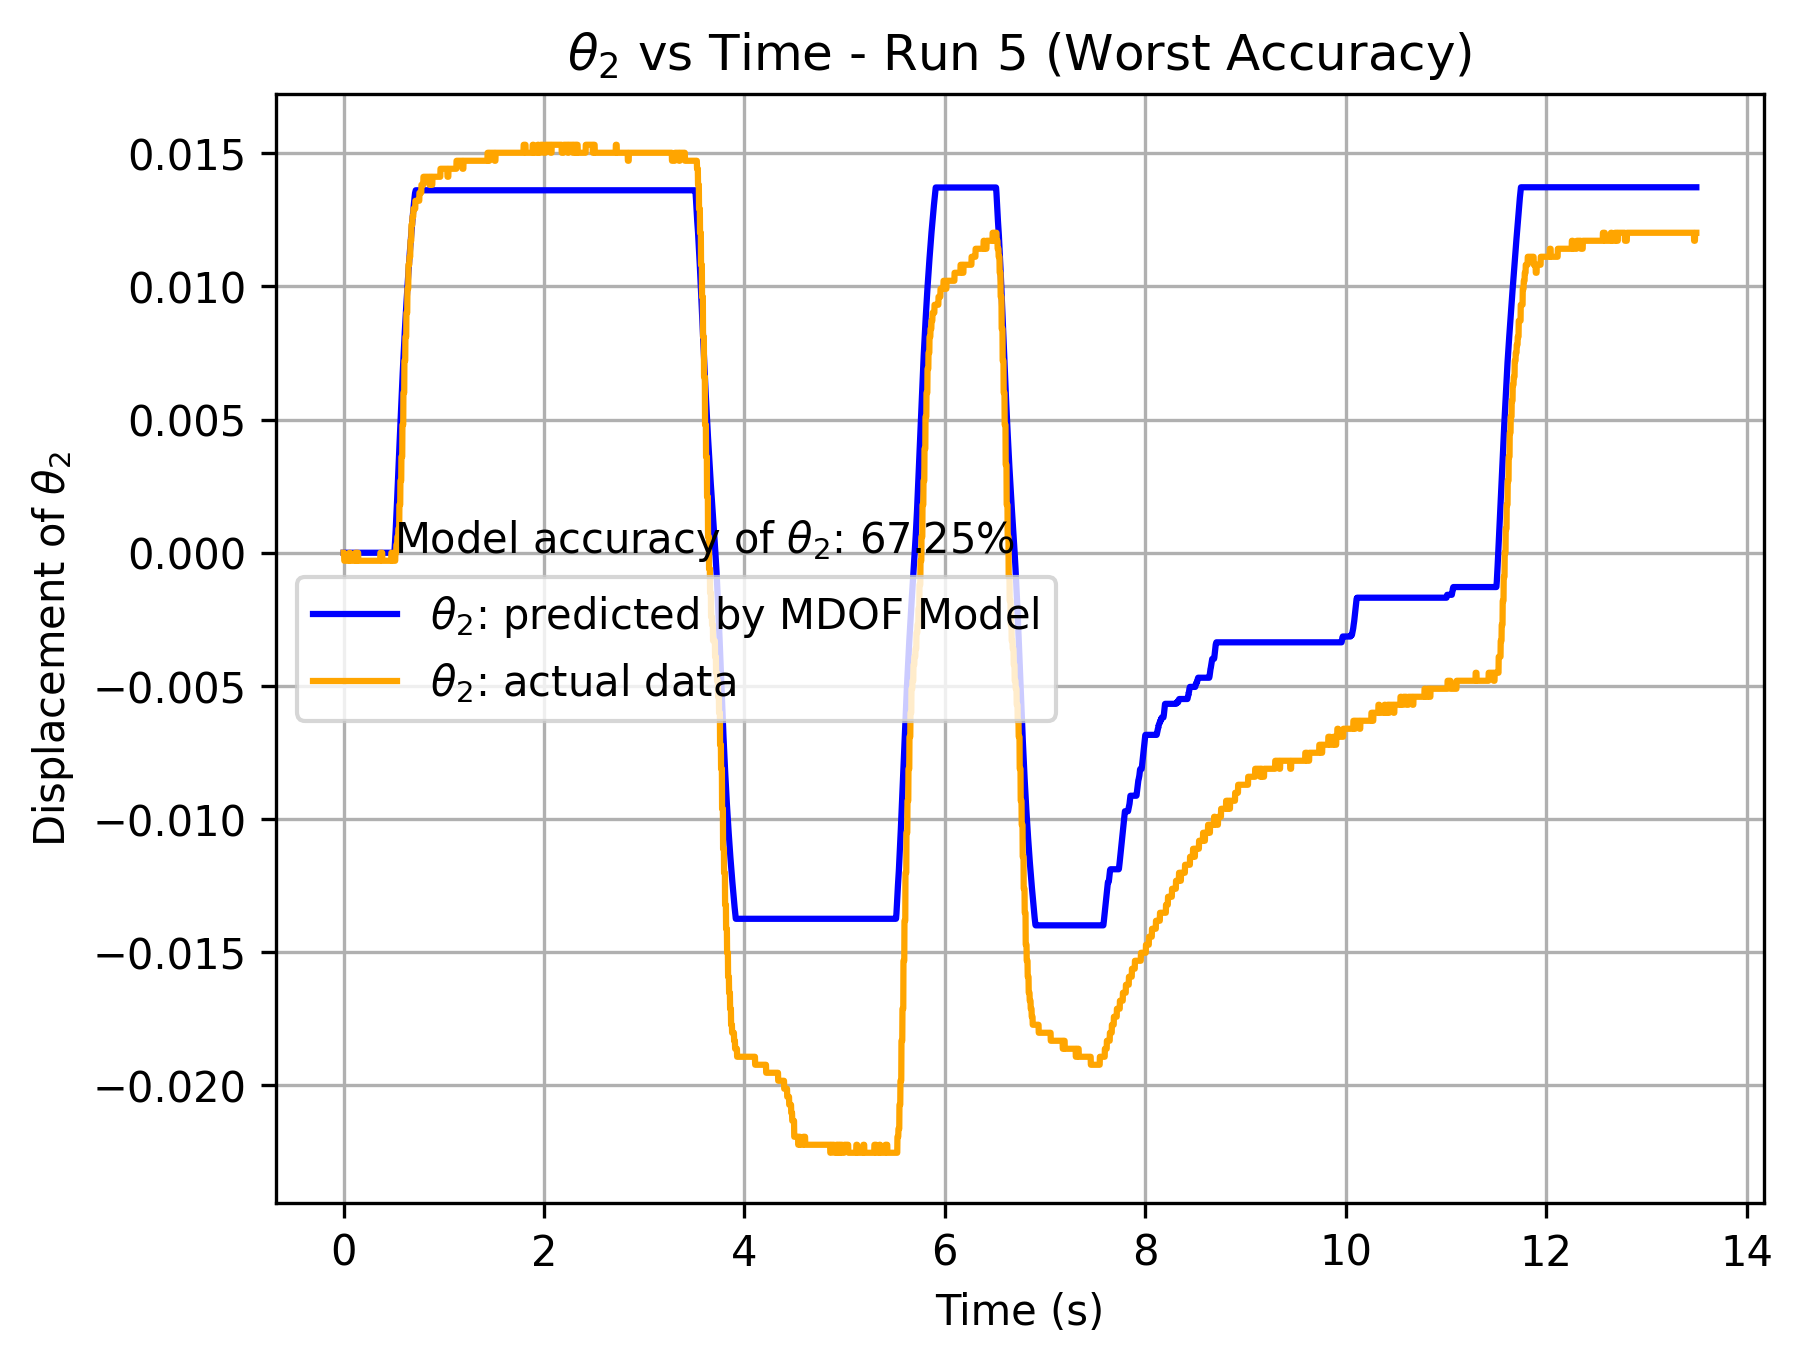 θ₂ vs Time - Run 5 (Worst Accuracy)
Displacement of θ₂
0.015
0.010
0.005
0.000
−0.005
−0.010
−0.015
−0.020
Model accuracy of θ₂: 67.25%
θ₂: predicted by MDOF Model
θ₂: actual data
0 2 4 6 8 10 12 14
Time (s)